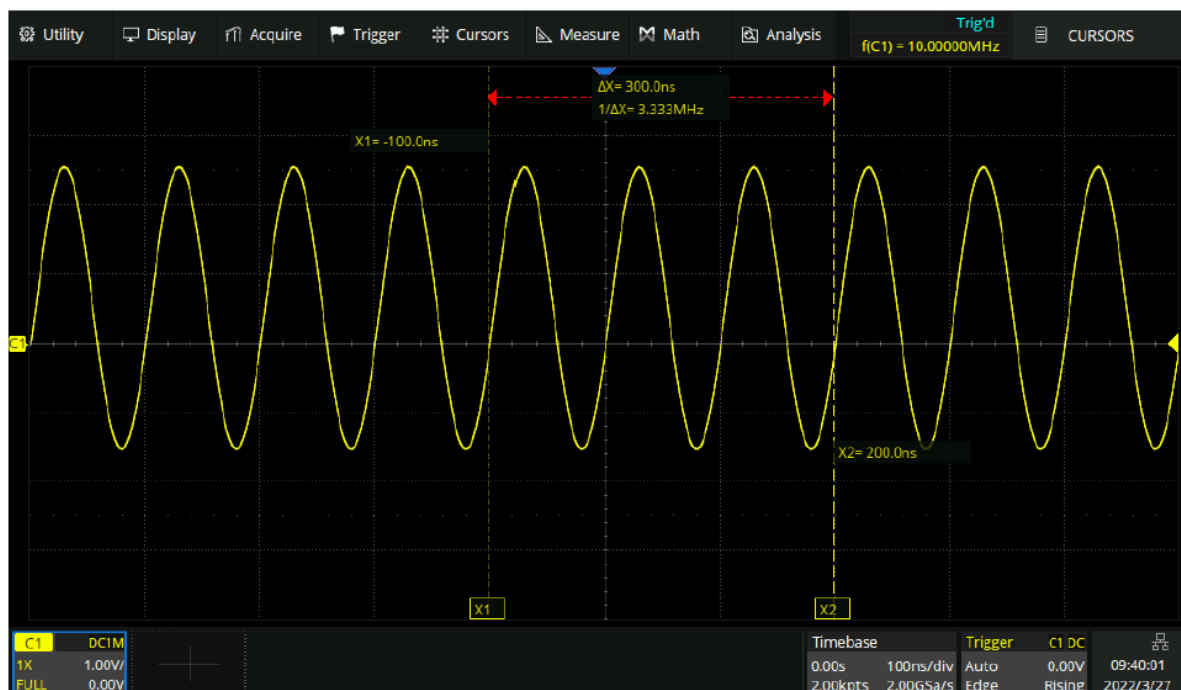 Utility Display Acquire Trigger Cursors Measure Math Analysis Trig'd CURSORS
f(C1) = 10.00000MHz
ΔX= 300.0ns
1/ΔX= 3.333MHz
X1= -100.0ns
C1
X2= 200.0ns
X1 X2
C1 DC1M Timebase Trigger C1 DC
1X 1.00V/ 0.00s 100ns/div Auto 0.00V 09:40:01
FULL 0.00V 2.00kpts 2.00GSa/s Edge Rising 2022/3/27